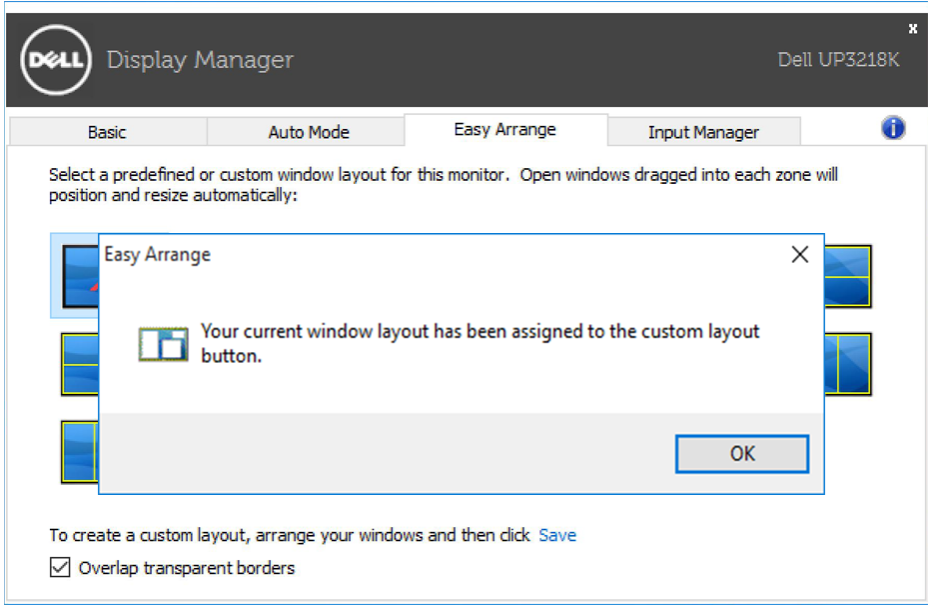 x
DELL Display Manager Dell UP3218K
Basic Auto Mode Easy Arrange Input Manager i
Select a predefined or custom window layout for this monitor. Open windows dragged into each zone will
position and resize automatically:
Easy Arrange
Your current window layout has been assigned to the custom layout
button.
OK
To create a custom layout, arrange your windows and then click Save
Overlap transparent borders